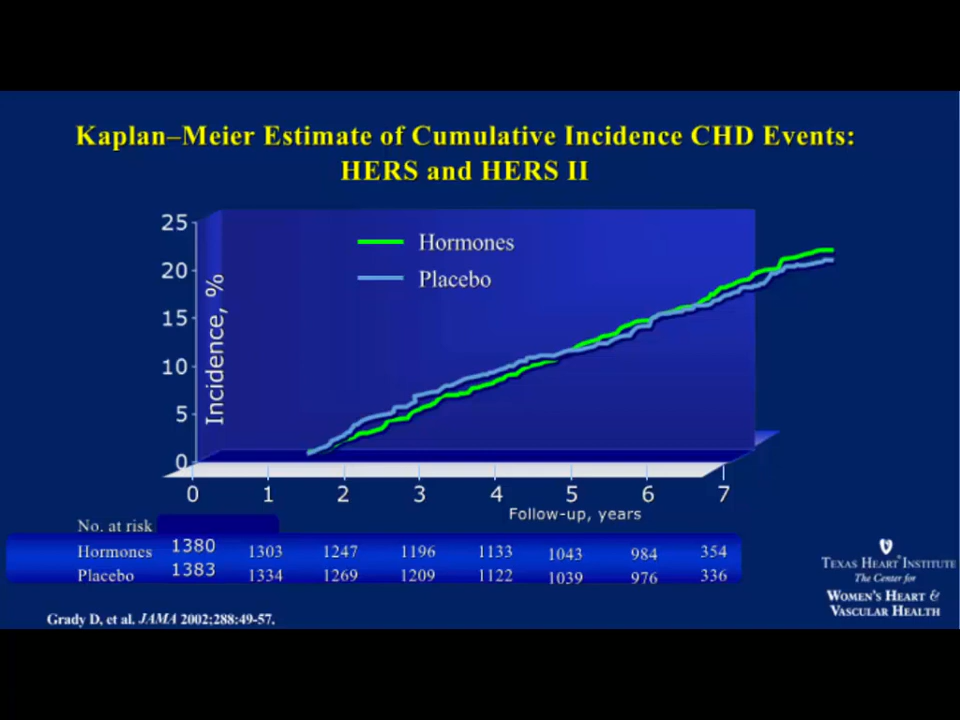 Kaplan–Meier Estimate of Cumulative Incidence CHD Events:
HERS and HERS II
25
20
15
10
5
0
Incidence, %
Hormones
Placebo
0 1 2 3 4 5 6 7
Follow-up, years
No. at risk
Hormones 1380 1303 1247 1196 1133 1043 984 354
Placebo 1383 1334 1269 1209 1122 1039 976 336
Grady D, et al. JAMA 2002;288:49-57.
TEXAS HEART® INSTITUTE
The Center for
WOMEN'S HEART &
VASCULAR HEALTH